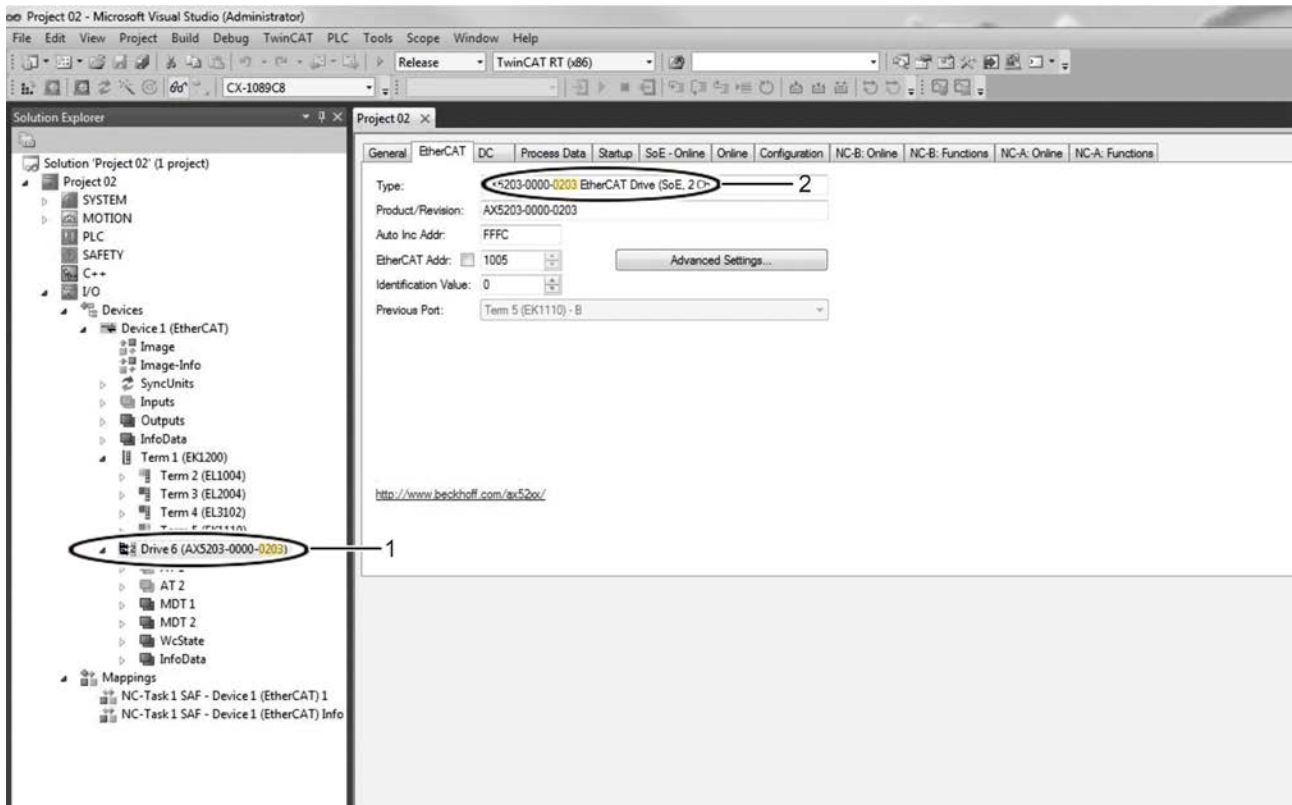 Project 02 - Microsoft Visual Studio (Administrator)
File Edit View Project Build Debug TwinCAT PLC Tools Scope Window Help
Release TwinCAT RT (x86)
CX-1089C8
Solution Explorer
Project 02
General EtherCAT DC Process Data Startup SoE - Online Online Configuration NC-B: Online NC-B: Functions NC-A: Online NC-A: Functions
Solution 'Project 02' (1 project)
Project 02
SYSTEM
MOTION
PLC
SAFETY
C++
I/O
Devices
Device 1 (EtherCAT)
Image
Image-Info
SyncUnits
Inputs
Outputs
InfoData
Term 1 (EK1200)
Term 2 (EL1004)
Term 3 (EL2004)
Term 4 (EL3102)
Term 5 (EK1110)
Drive 6 (AX5203-0000-0203) 1
AT 2
MDT 1
MDT 2
WcState
InfoData
Mappings
NC-Task 1 SAF - Device 1 (EtherCAT) 1
NC-Task 1 SAF - Device 1 (EtherCAT) Info
Type: 5203-0000-0203 EtherCAT Drive (SoE, 2 2
Product/Revision: AX5203-0000-0203
Auto Inc Addr: FFFC
EtherCAT Addr: 1005 Advanced Settings...
Identification Value: 0
Previous Port: Term 5 (EK1110) - B
http://www.beckhoff.com/ax52xx/